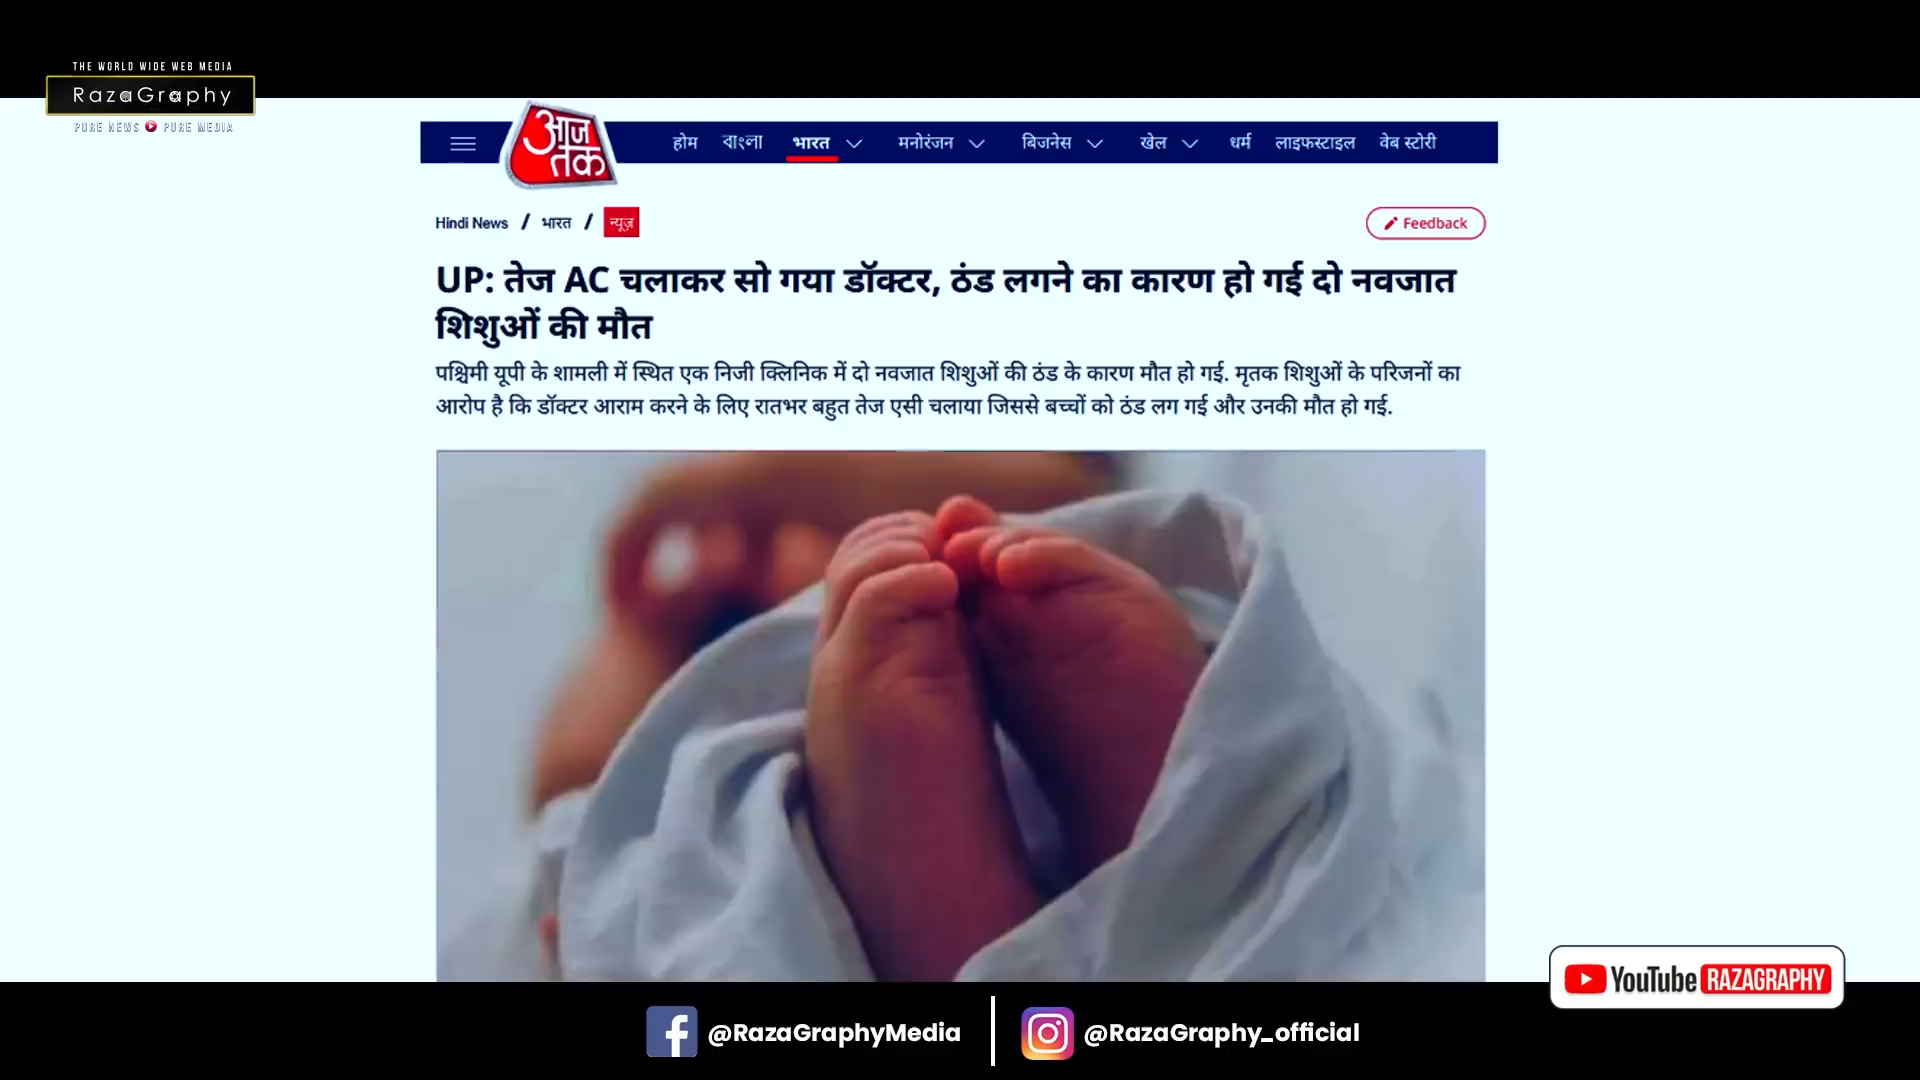 THE WORLD WIDE WEB MEDIA
RazaGraphy
PURE NEWS PURE MEDIA
आज तक
होम বাংলা भारत मनोरंजन बिजनेस खेल धर्म लाइफस्टाइल वेब स्टोरी
Hindi News / भारत / न्यूज़
Feedback
UP: तेज AC चलाकर सो गया डॉक्टर, ठंड लगने का कारण हो गई दो नवजात
शिशुओं की मौत
पश्चिमी यूपी के शामली में स्थित एक निजी क्लिनिक में दो नवजात शिशुओं की ठंड के कारण मौत हो गई. मृतक शिशुओं के परिजनों का
आरोप है कि डॉक्टर आराम करने के लिए रातभर बहुत तेज एसी चलाया जिससे बच्चों को ठंड लग गई और उनकी मौत हो गई.
YouTube RAZAGRAPHY
@RazaGraphyMedia
@RazaGraphy_official